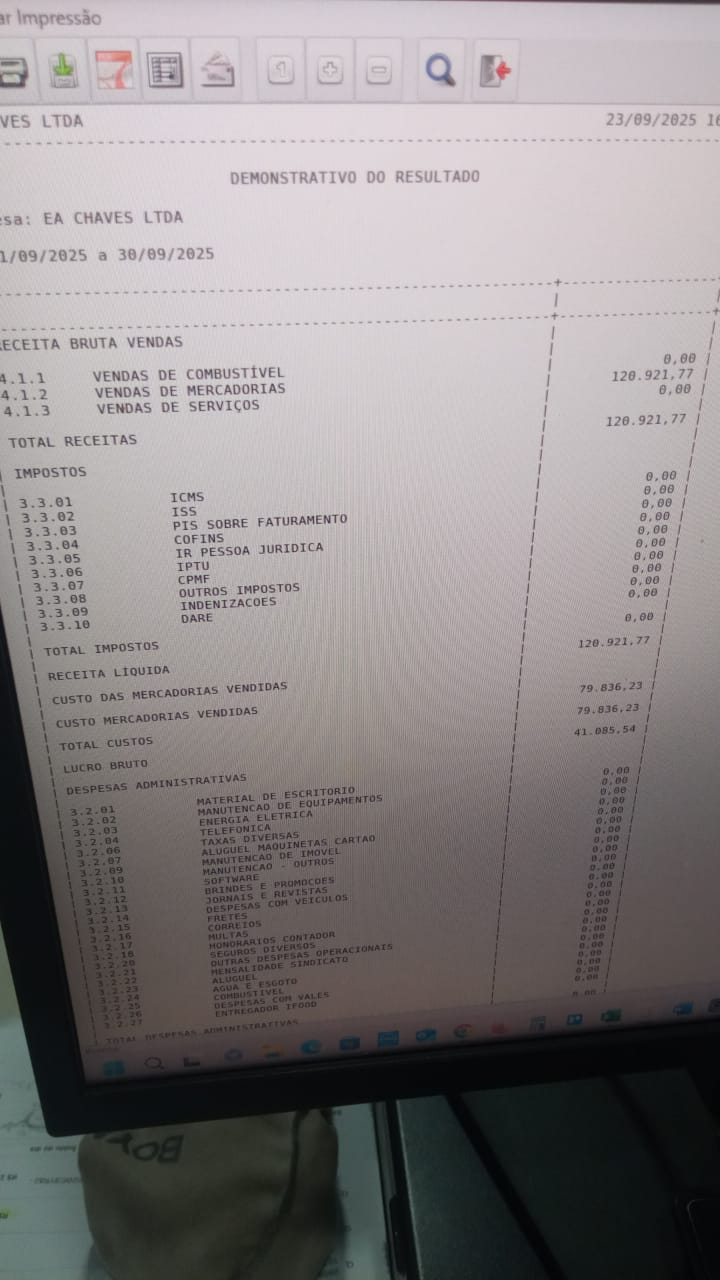 ar Impressão
VES LTDA 23/09/2025 16
DEMONSTRATIVO DO RESULTADO
esa: EA CHAVES LTDA
1/09/2025 a 30/09/2025
RECEITA BRUTA VENDAS
4.1.1 VENDAS DE COMBUSTÍVEL 0,00
4.1.2 VENDAS DE MERCADORIAS 120.921,77
4.1.3 VENDAS DE SERVIÇOS 0,00
TOTAL RECEITAS 120.921,77
IMPOSTOS
3.3.01 ICMS 0,00
3.3.02 ISS 0,00
3.3.03 PIS SOBRE FATURAMENTO 0,00
3.3.04 COFINS 0,00
3.3.05 IR PESSOA JURIDICA 0,00
3.3.06 IPTU 0,00
3.3.07 CPMF 0,00
3.3.08 OUTROS IMPOSTOS 0,00
3.3.09 INDENIZACOES 0,00
3.3.10 DARE
TOTAL IMPOSTOS 0,00
RECEITA LÍQUIDA 120.921,77
CUSTO DAS MERCADORIAS VENDIDAS
CUSTO MERCADORIAS VENDIDAS 79.836,23
TOTAL CUSTOS 79.836,23
LUCRO BRUTO 41.085,54
DESPESAS ADMINISTRATIVAS
3.2.01 MATERIAL DE ESCRITORIO 0,00
3.2.02 MANUTENCAO DE EQUIPAMENTOS 0,00
3.2.03 ENERGIA ELETRICA 0,00
3.2.04 TELEFONICA 0,00
3.2.06 TAXAS DIVERSAS 0,00
3.2.07 ALUGUEL MAQUINETAS CARTAO 0,00
3.2.09 MANUTENCAO DE IMOVEL 0,00
3.2.10 MANUTENCAO - OUTROS 0,00
3.2.11 SOFTWARE 0,00
3.2.12 BRINDES E PROMOCOES 0,00
3.2.13 JORNAIS E REVISTAS 0,00
3.2.14 DESPESAS COM VEICULOS 0,00
3.2.15 FRETES 0,00
3.2.16 CORREIOS 0,00
3.2.17 MULTAS 0,00
3.2.18 HONORARIOS CONTADOR 0,00
3.2.20 SEGUROS DIVERSOS 0,00
3.2.21 OUTRAS DESPESAS OPERACIONAIS 0,00
3.2.22 MENSALIDADE SINDICATO 0,00
3.2.23 ALUGUEL 0,00
3.2.24 AGUA E ESGOTO 0,00
3.2.25 COMBUSTIVEL 0,00
3.2.26 DESPESAS COM VALES
3.2.27 ENTREGADOR IFOOD
TOTAL DESPESAS ADMINISTRATIVAS 0,00